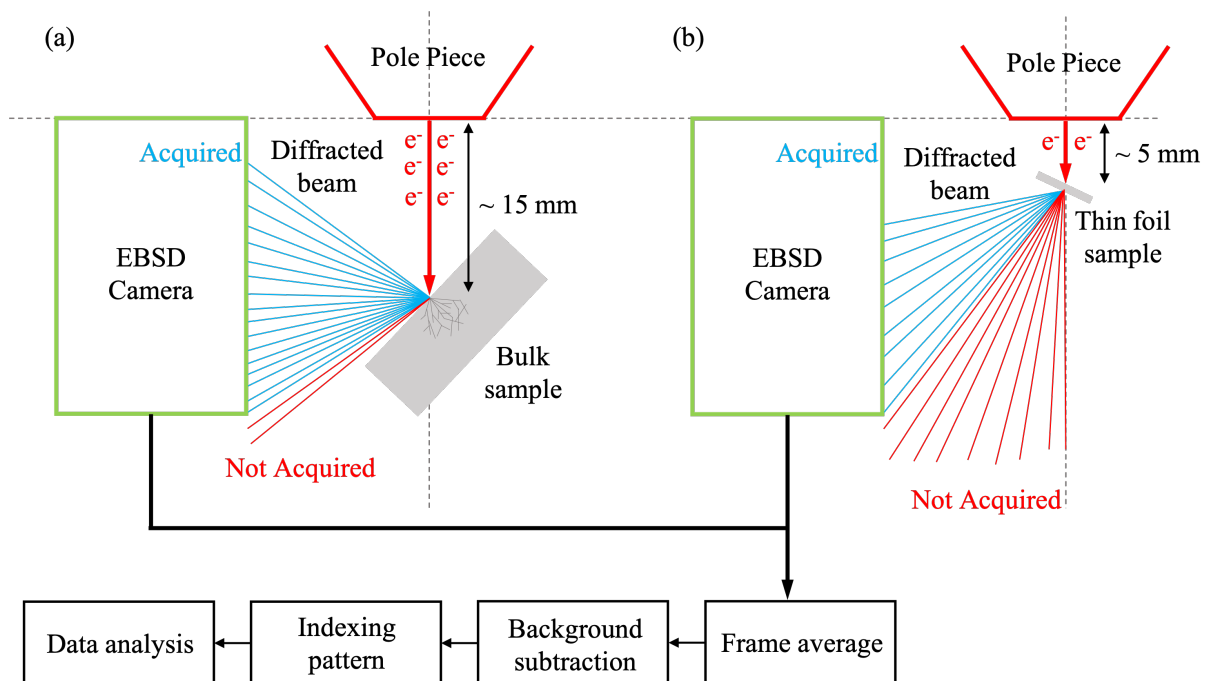 (a)
Pole Piece
Acquired
Diffracted
beam
e- e-
e- e-
e- e-
~ 15 mm
EBSD
Camera
Bulk
sample
Not Acquired
(b)
Pole Piece
Acquired
Diffracted
beam
e- e-
~ 5 mm
Thin foil
sample
EBSD
Camera
Not Acquired
Data analysis
Indexing
pattern
Background
subtraction
Frame average